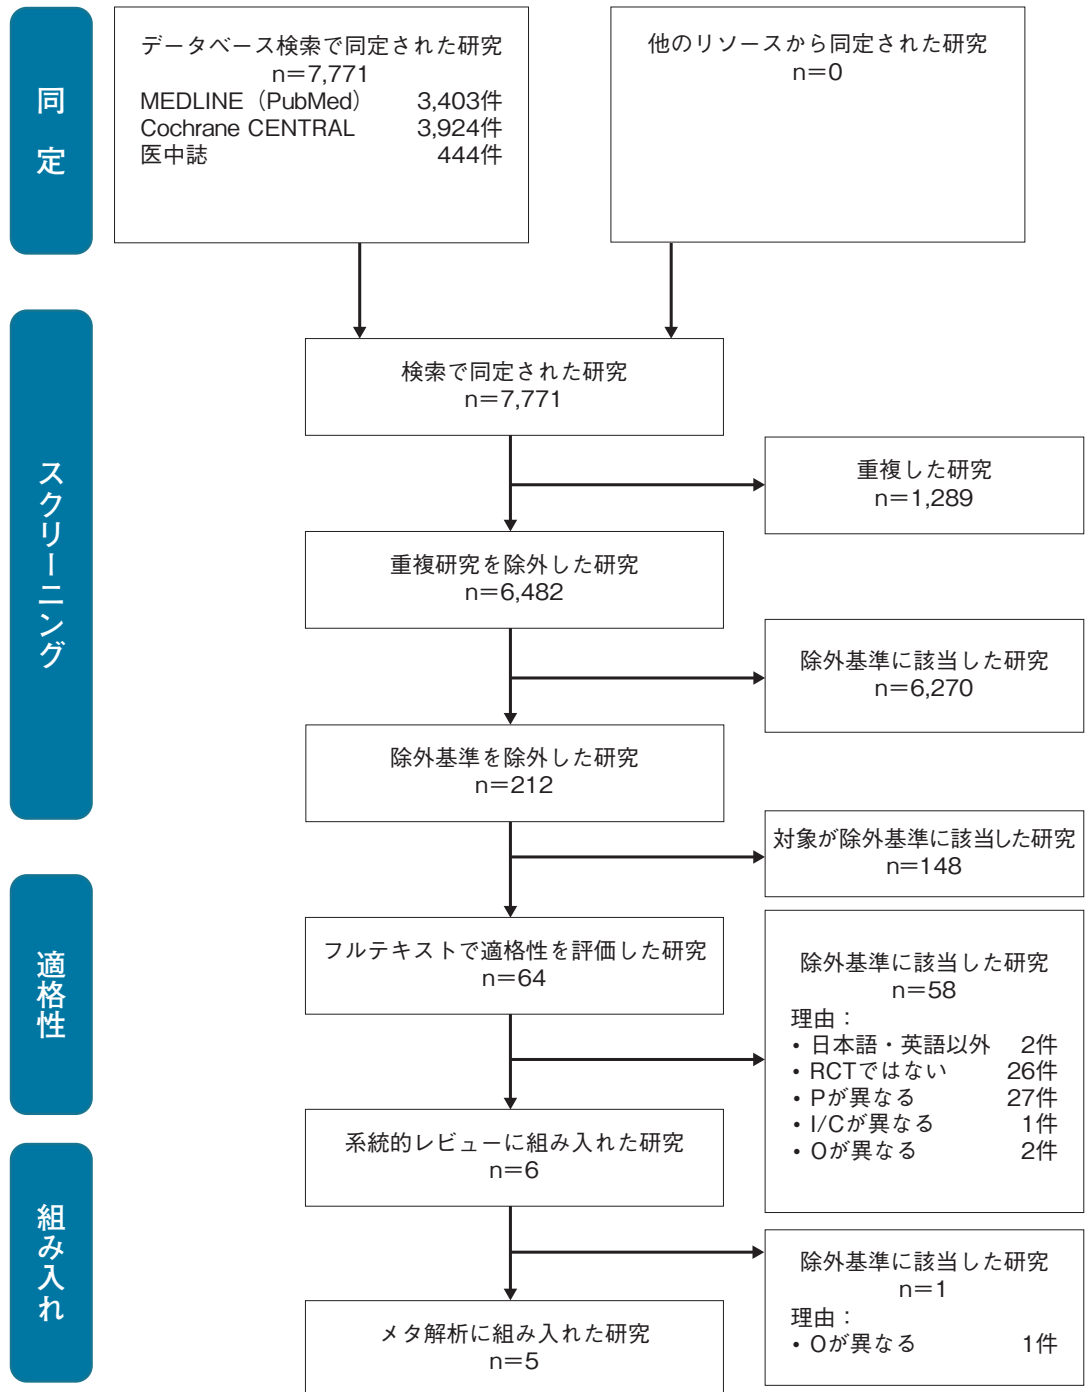 同定
データベース検索で同定された研究
n=7,771
MEDLINE（PubMed） 3,403件
Cochrane CENTRAL 3,924件
医中誌 444件
他のリソースから同定された研究
n=0
スクリーニング
検索で同定された研究
n=7,771
重複した研究
n=1,289
重複研究を除外した研究
n=6,482
除外基準に該当した研究
n=6,270
除外基準を除外した研究
n=212
対象が除外基準に該当した研究
n=148
適格性
フルテキストで適格性を評価した研究
n=64
除外基準に該当した研究
n=58
理由：
・日本語・英語以外 2件
・RCTではない 26件
・Pが異なる 27件
・I/Cが異なる 1件
・Oが異なる 2件
組み入れ
系統的レビューに組み入れた研究
n=6
除外基準に該当した研究
n=1
理由：
・Oが異なる 1件
メタ解析に組み入れた研究
n=5